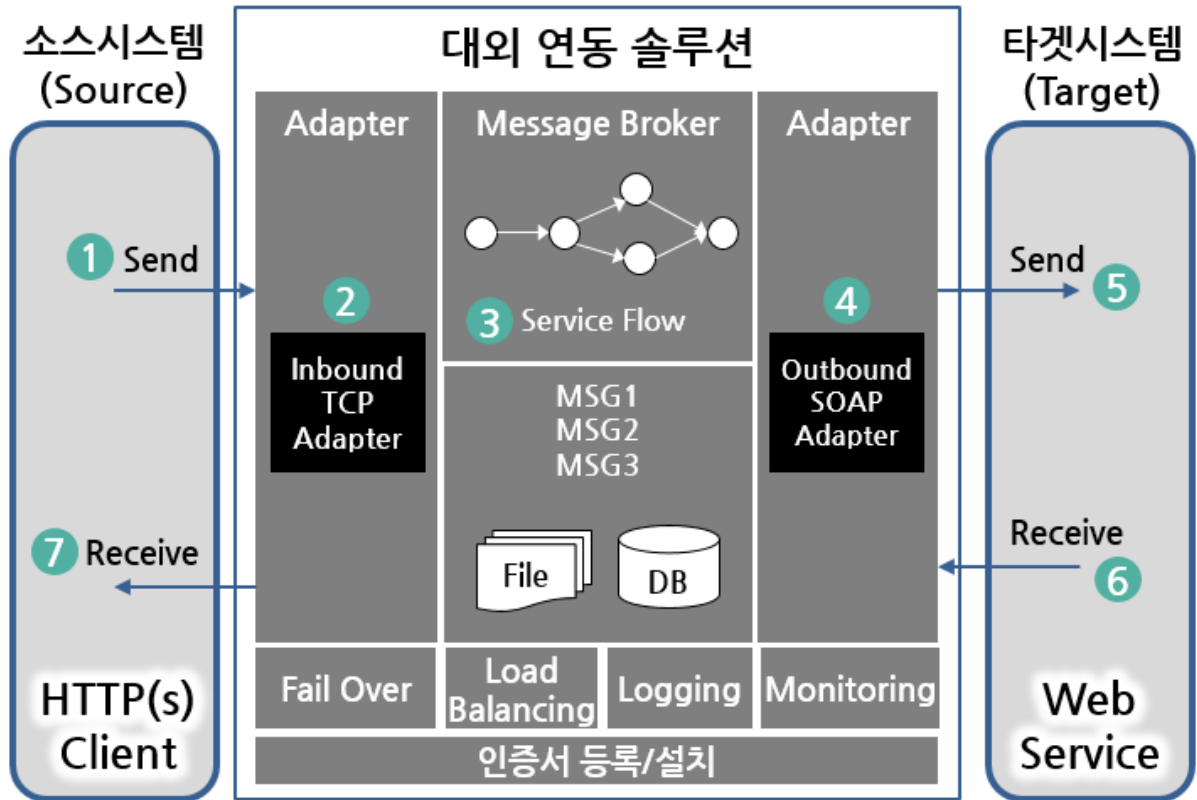 소스시스템
(Source)
대외 연동 솔루션
타겟시스템
(Target)
Adapter
Message Broker
Adapter
1 Send
2
Inbound
TCP
Adapter
3 Service Flow
4
Outbound
SOAP
Adapter
Send
5
MSG1
MSG2
MSG3
File
DB
7 Receive
Receive
6
HTTP(s)
Client
Fail Over
Load
Balancing
Logging
Monitoring
인증서 등록/설치
Web
Service